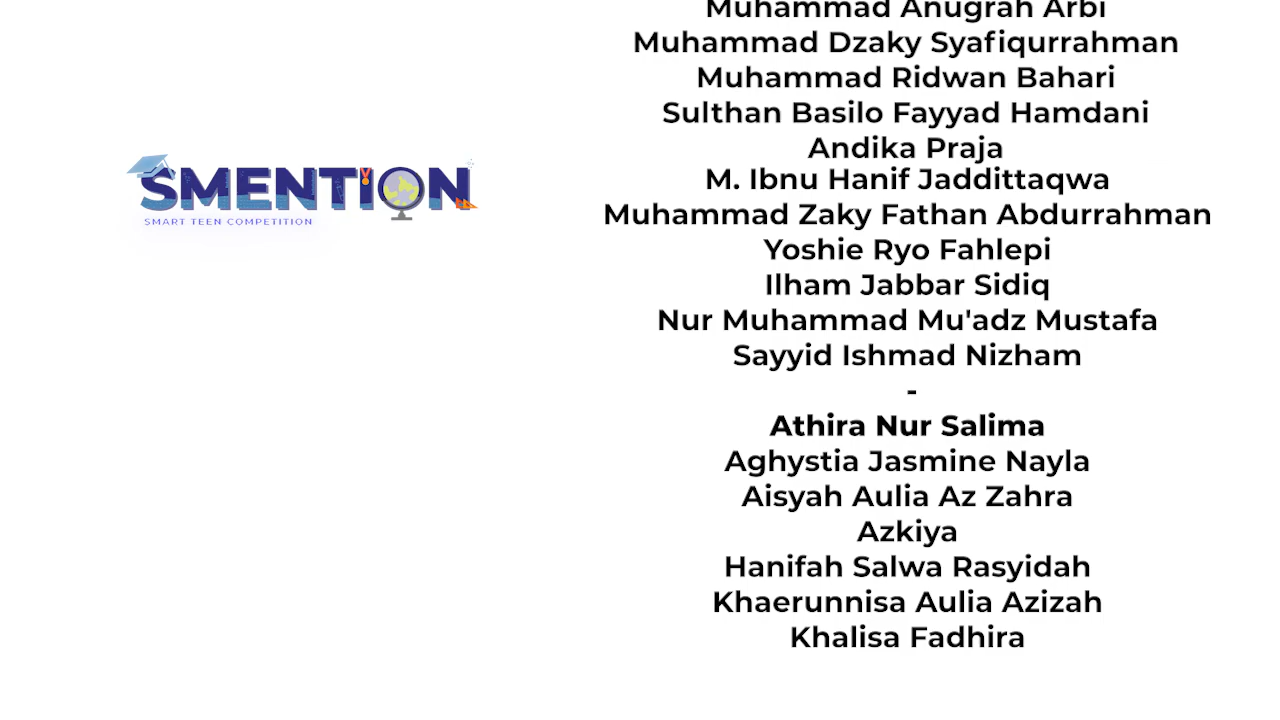 SMENTION
SMART TEEN COMPETITION
Muhammad Anugrah Arbi
Muhammad Dzaky Syafiqurrahman
Muhammad Ridwan Bahari
Sulthan Basilo Fayyad Hamdani
Andika Praja
M. Ibnu Hanif Jaddittaqwa
Muhammad Zaky Fathan Abdurrahman
Yoshie Ryo Fahlepi
Ilham Jabbar Sidiq
Nur Muhammad Mu'adz Mustafa
Sayyid Ishmad Nizham
-
Athira Nur Salima
Aghystia Jasmine Nayla
Aisyah Aulia Az Zahra
Azkiya
Hanifah Salwa Rasyidah
Khaerunnisa Aulia Azizah
Khalisa Fadhira